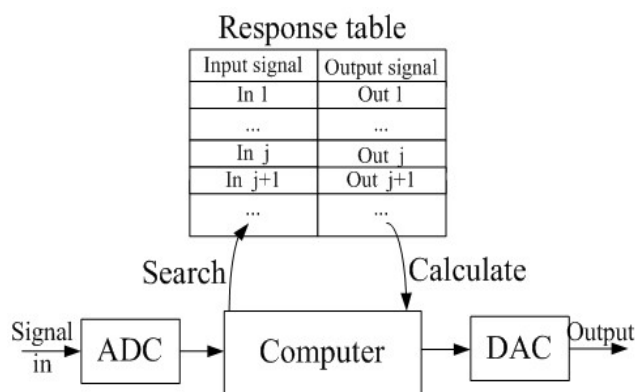 Response table
Input signal Output signal
In 1 Out 1
... ...
In j Out j
In j+1 Out j+1
... ...
Search Calculate
Signal in
ADC
Computer
DAC
Output